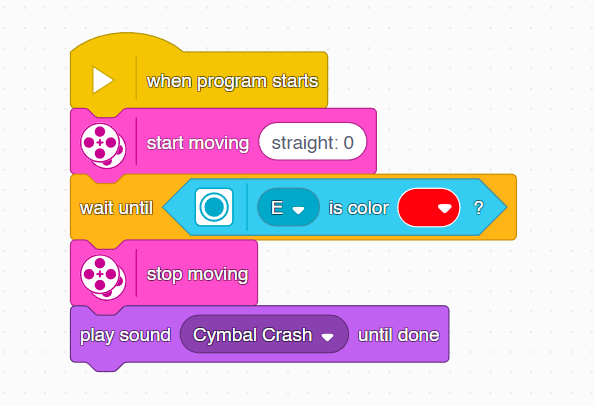 when program starts
start moving straight: 0
wait until E is color ?
stop moving
play sound Cymbal Crash until done